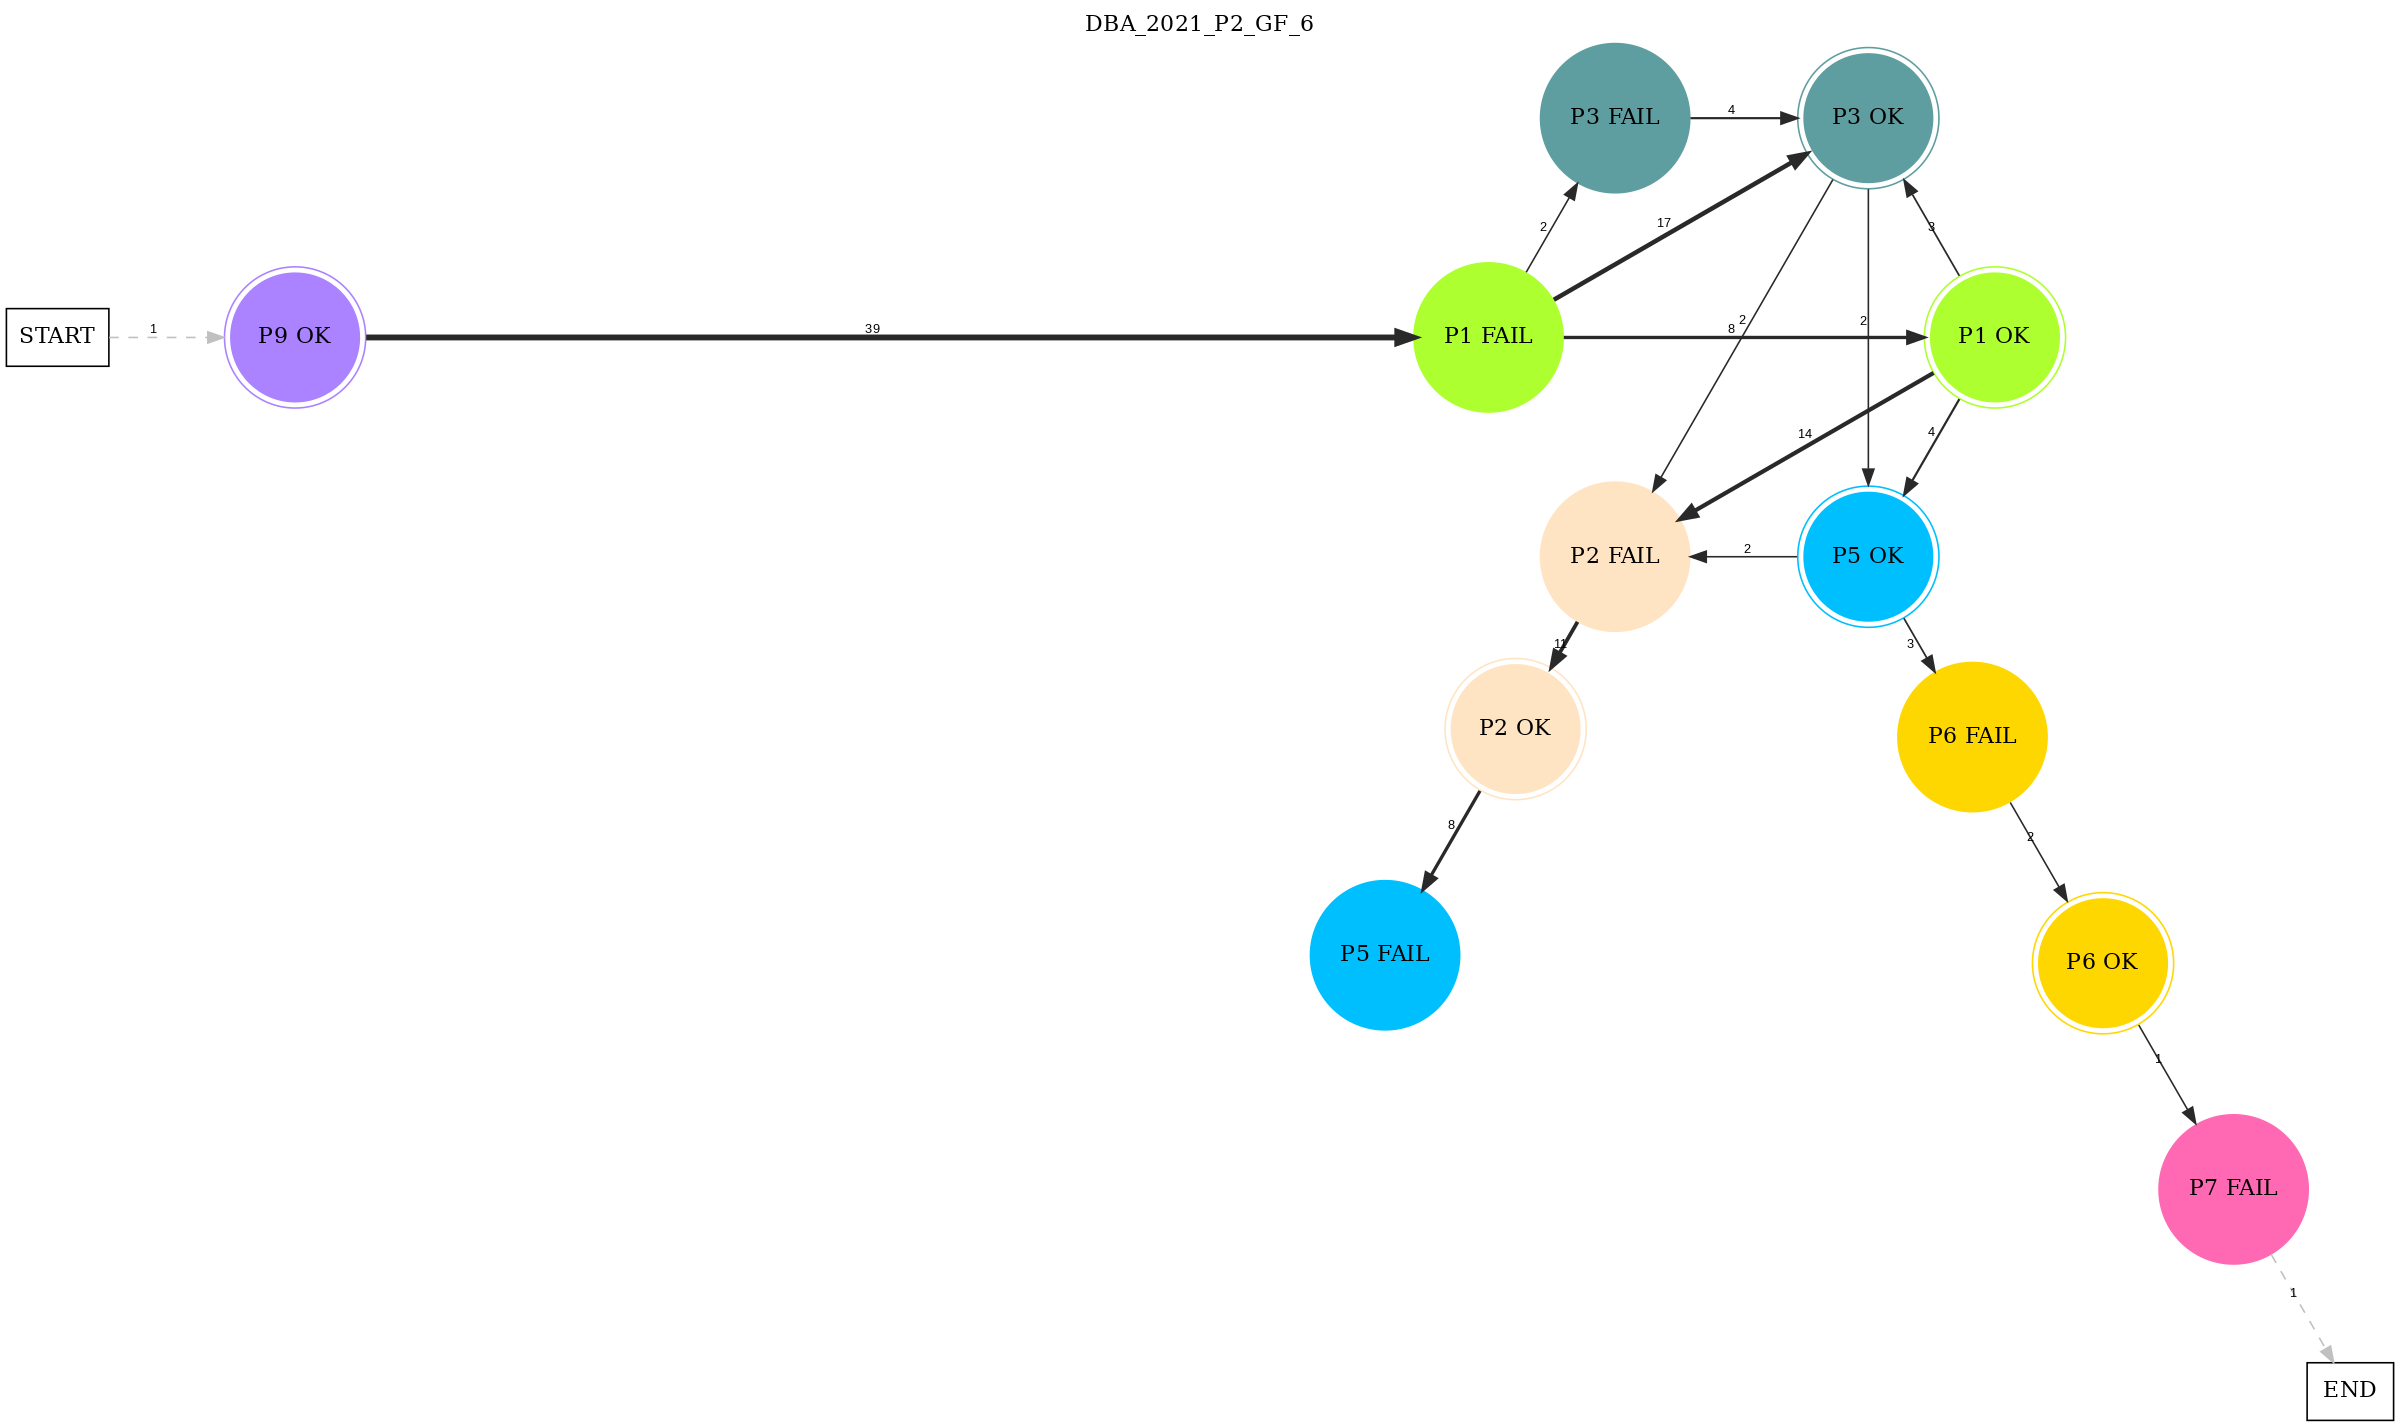 DBA_2021_P2_GF_6
P3 FAIL
4
P3 OK
2
17
3
START
1
P9 OK
39
P1 FAIL
8
2
2
P1 OK
14
4
P2 FAIL
2
P5 OK
11
3
P2 OK
P6 FAIL
8
2
P5 FAIL
P6 OK
1
P7 FAIL
1
END